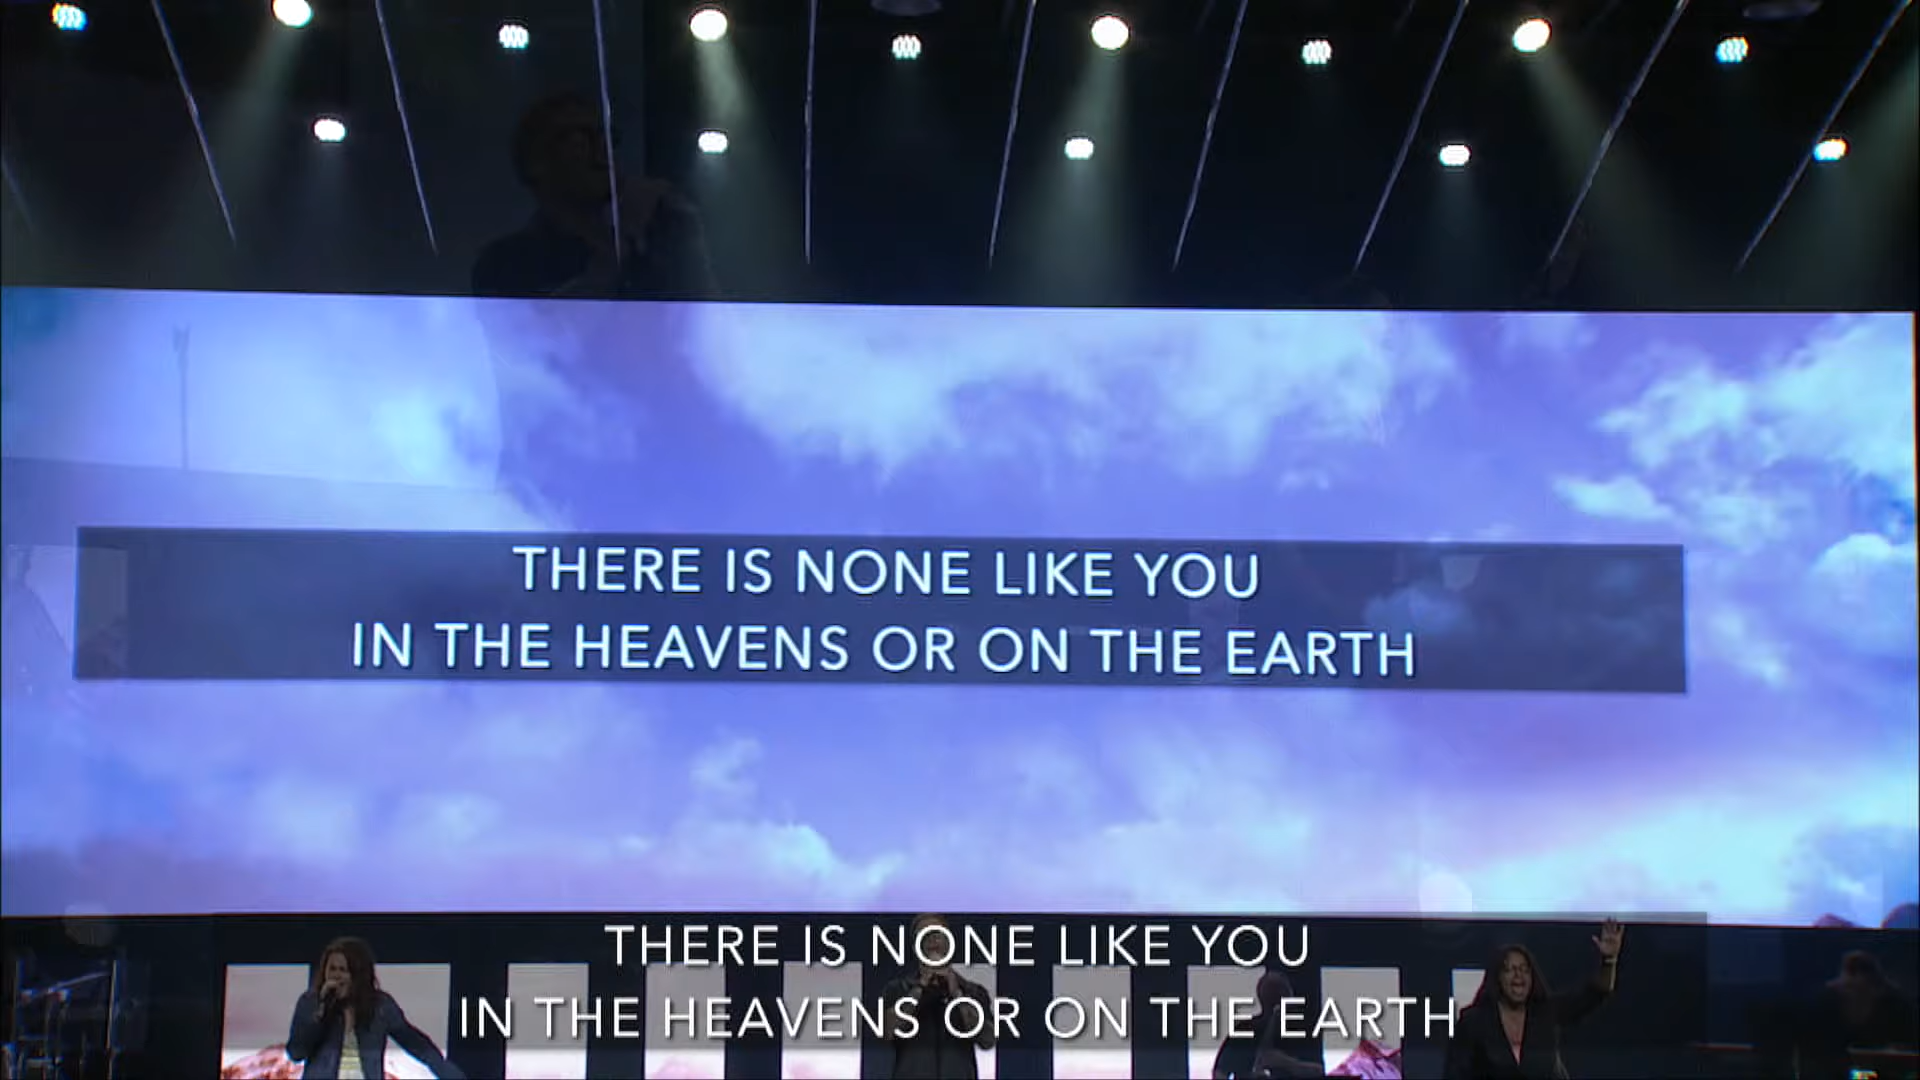 THERE IS NONE LIKE YOU
IN THE HEAVENS OR ON THE EARTH
THERE IS NONE LIKE YOU
IN THE HEAVENS OR ON THE EARTH